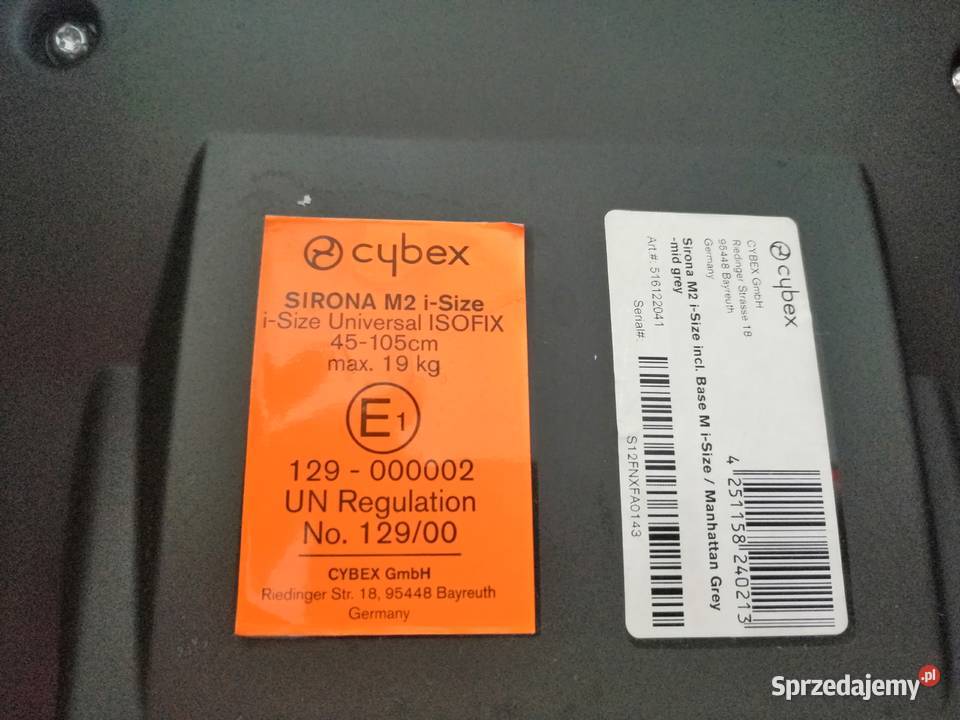 cybex
SIRONA M2 i-Size
i-Size Universal ISOFIX
45-105cm
max. 19 kg
E1
129 - 000002
UN Regulation
No. 129/00
CYBEX GmbH
Riedinger Str. 18, 95448 Bayreuth
Germany
cybex
CYBEX GmbH
Riedinger Strasse 18
95448 Bayreuth
Germany
Sirona M2 i-Size incl. Base M i-Size / Manhattan Grey
-mid grey
Art.#: 516122041
Serial#:
S12FNXFA0143
4 251158 240213
Sprzedajemy.pl